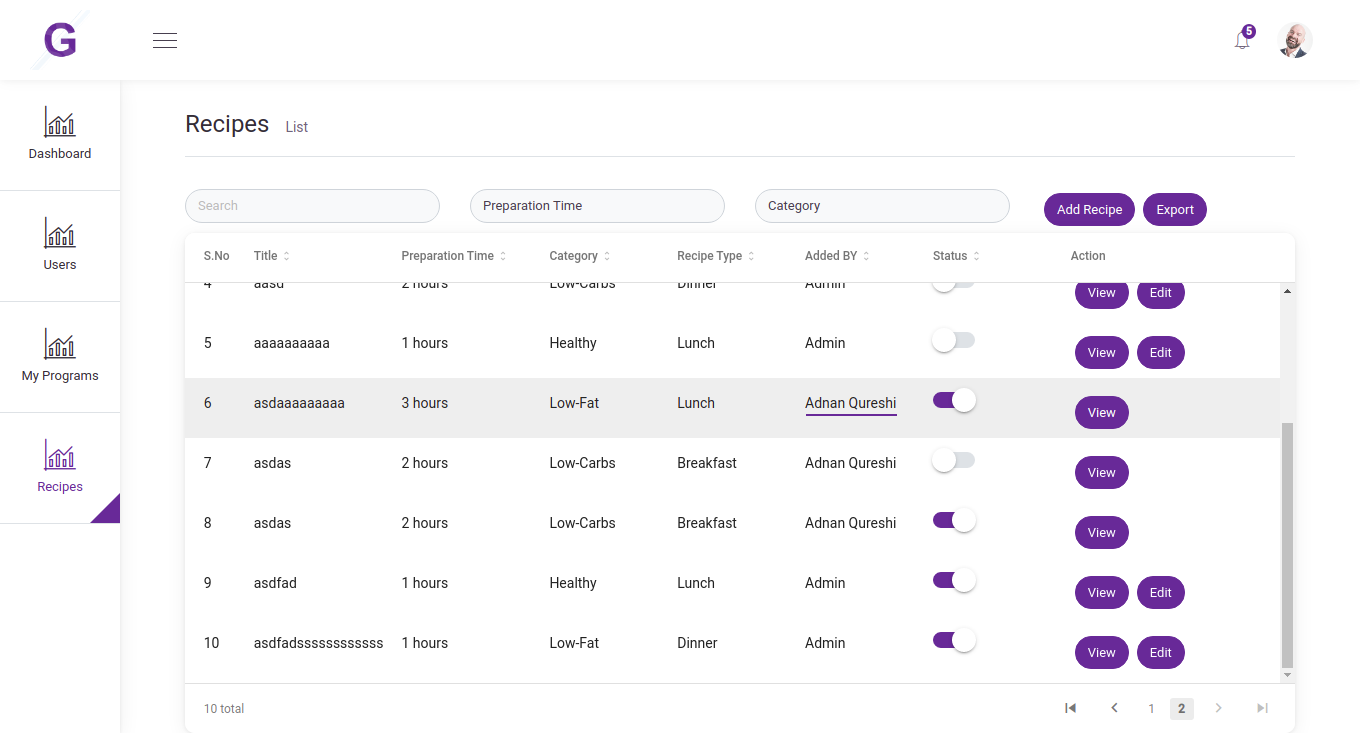 G
5
Dashboard
Users
My Programs
Recipes
Recipes List
Search Preparation Time Category Add Recipe Export
S.No Title Preparation Time Category Recipe Type Added BY Status Action
4 aasd 2 hours Low-Carbs Dinner Admin View Edit
5 aaaaaaaaaa 1 hours Healthy Lunch Admin View Edit
6 asdaaaaaaaaa 3 hours Low-Fat Lunch Adnan Qureshi View
7 asdas 2 hours Low-Carbs Breakfast Adnan Qureshi View
8 asdas 2 hours Low-Carbs Breakfast Adnan Qureshi View
9 asdfad 1 hours Healthy Lunch Admin View Edit
10 asdfadssssssssssss 1 hours Low-Fat Dinner Admin View Edit
10 total 1 2